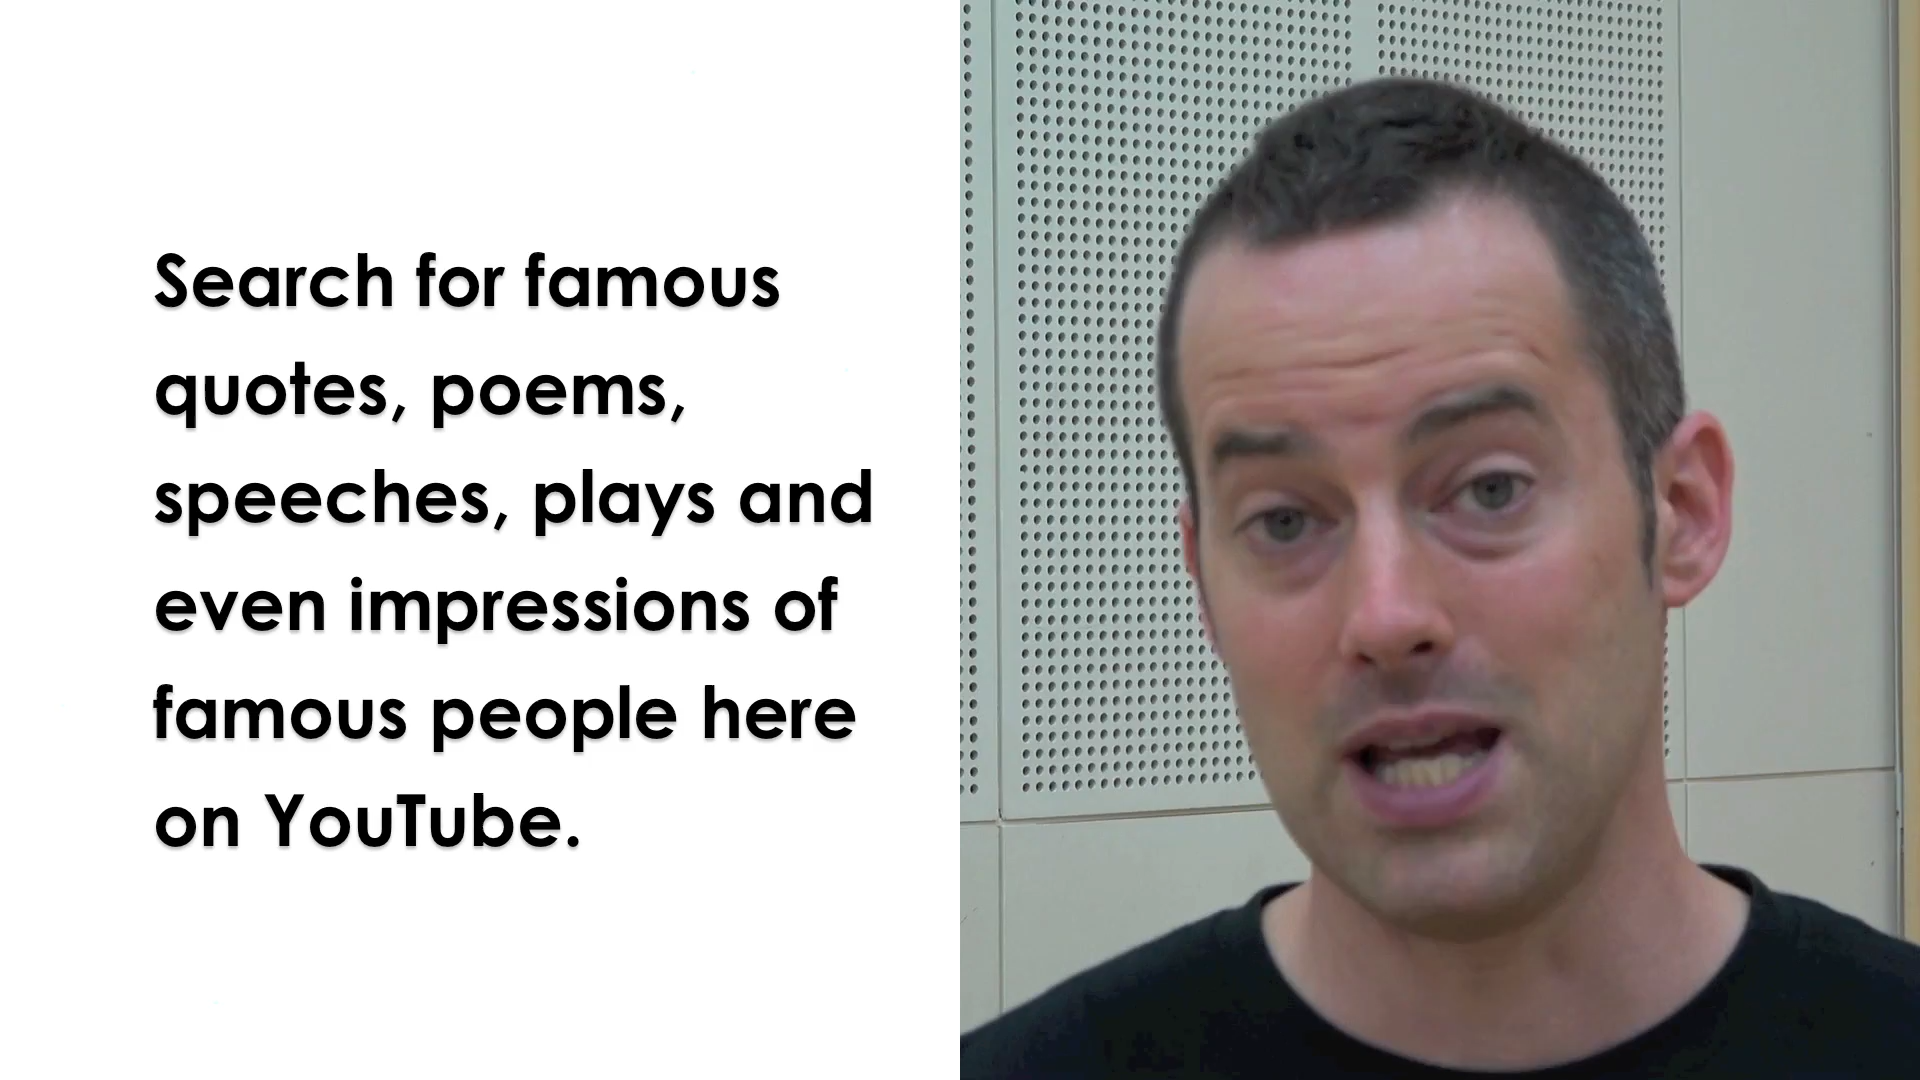 Search for famous
quotes, poems,
speeches, plays and
even impressions of
famous people here
on YouTube.